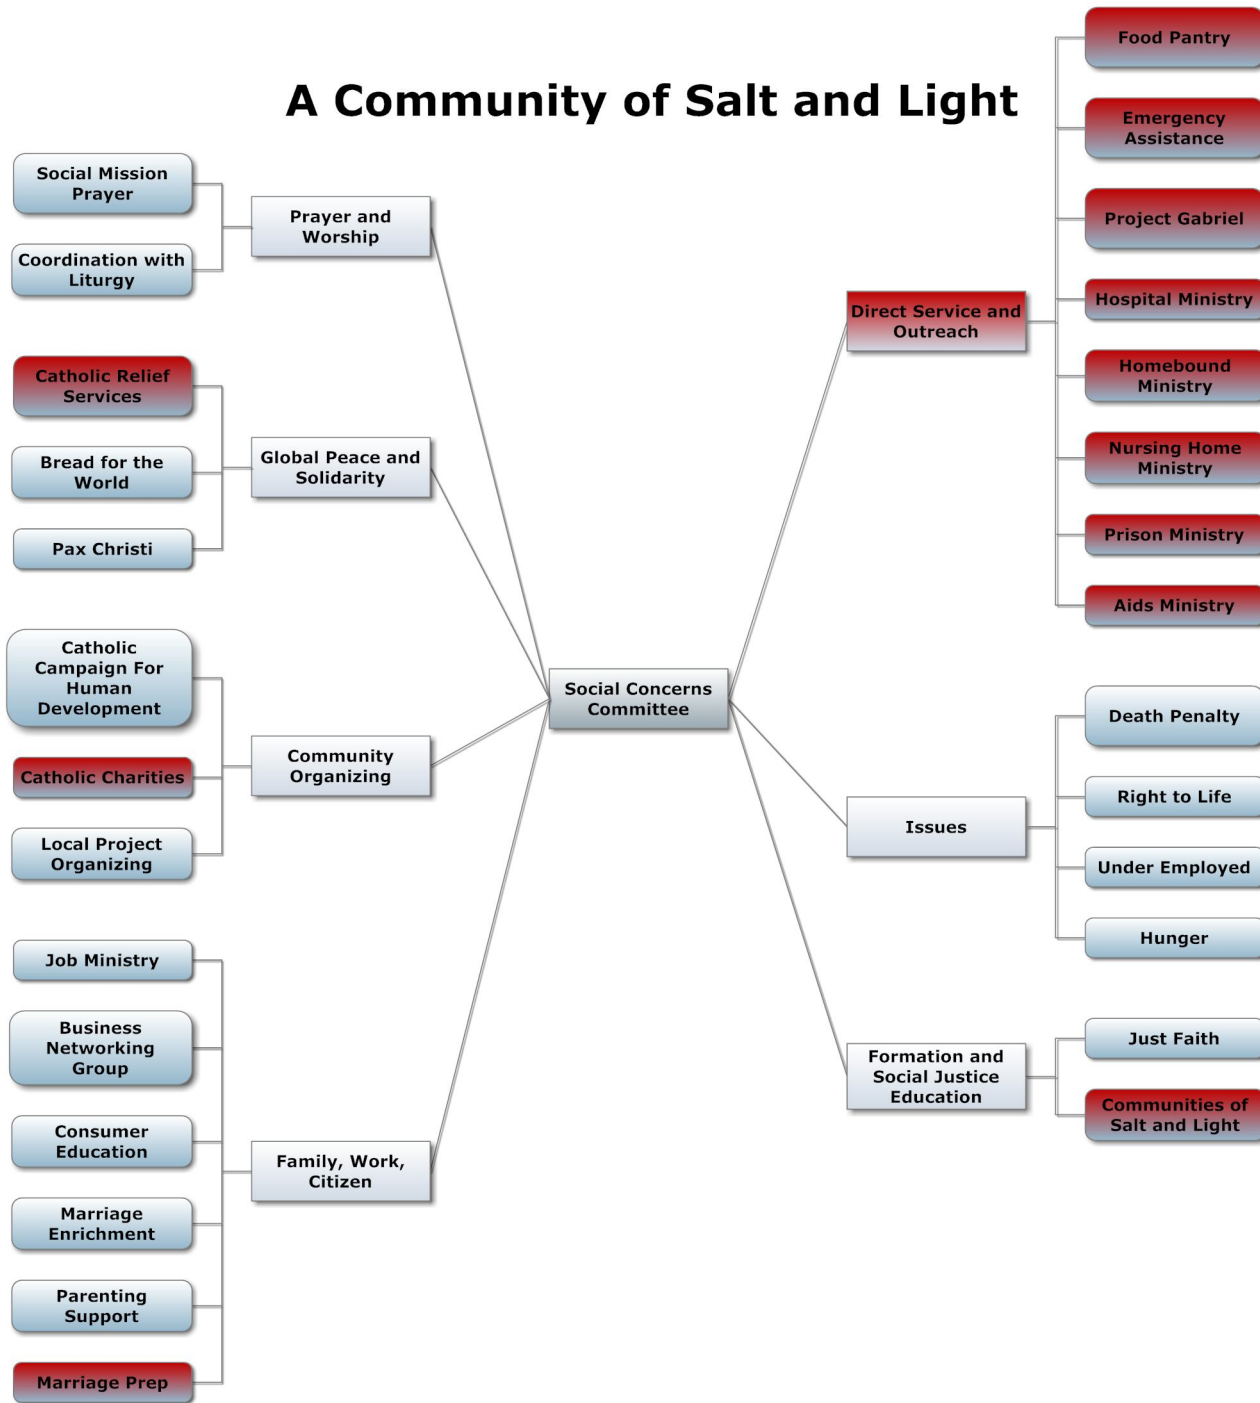 A Community of Salt and Light
Social Mission
Prayer
Coordination with
Liturgy
Prayer and
Worship
Catholic Relief
Services
Bread for the
World
Pax Christi
Global Peace and
Solidarity
Catholic
Campaign For
Human
Development
Catholic Charities
Local Project
Organizing
Community
Organizing
Job Ministry
Business
Networking
Group
Consumer
Education
Marriage
Enrichment
Parenting
Support
Marriage Prep
Family, Work,
Citizen
Social Concerns
Committee
Direct Service and
Outreach
Food Pantry
Emergency
Assistance
Project Gabriel
Hospital Ministry
Homebound
Ministry
Nursing Home
Ministry
Prison Ministry
Aids Ministry
Issues
Death Penalty
Right to Life
Under Employed
Hunger
Formation and
Social Justice
Education
Just Faith
Communities of
Salt and Light